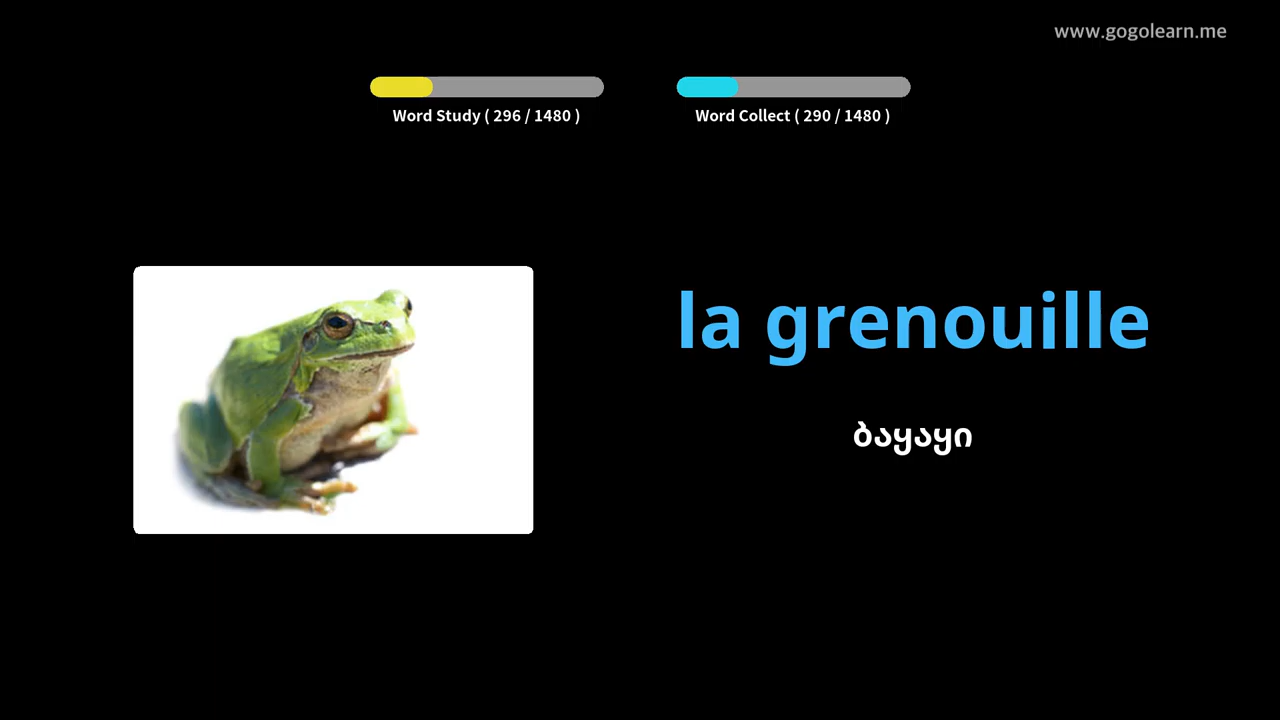 www.gogolearn.me
Word Study ( 296 / 1480 )
Word Collect ( 290 / 1480 )
la grenouille
ბაყაყი